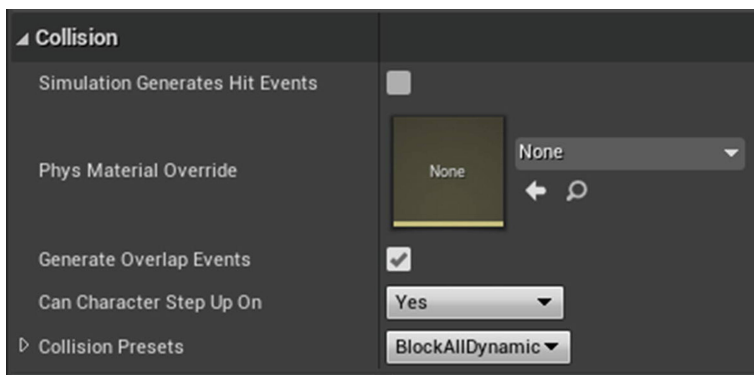 Collision
Simulation Generates Hit Events
Phys Material Override
None
None
Generate Overlap Events
Can Character Step Up On
Yes
Collision Presets
BlockAllDynamic